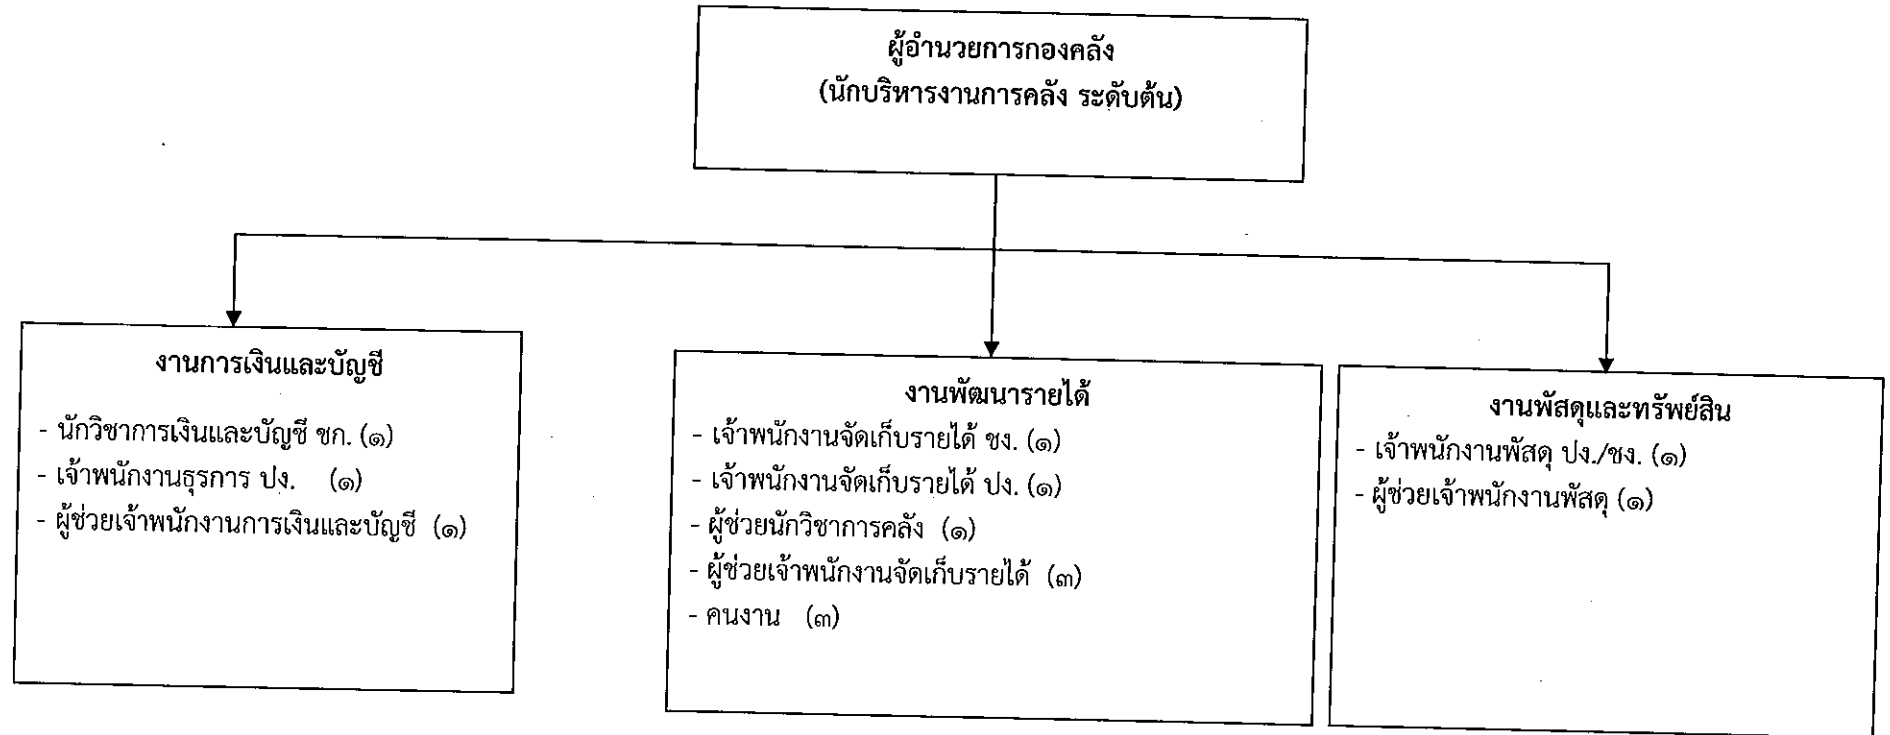 ผู้อำนวยการกองคลัง
(นักบริหารงานการคลัง ระดับต้น)
งานการเงินและบัญชี
- นักวิชาการเงินและบัญชี ชก. (๑)
- เจ้าพนักงานธุรการ ปง. (๑)
- ผู้ช่วยเจ้าพนักงานการเงินและบัญชี (๑)
งานพัฒนารายได้
- เจ้าพนักงานจัดเก็บรายได้ ชง. (๑)
- เจ้าพนักงานจัดเก็บรายได้ ปง. (๑)
- ผู้ช่วยนักวิชาการคลัง (๑)
- ผู้ช่วยเจ้าพนักงานจัดเก็บรายได้ (๓)
- คนงาน (๓)
งานพัสดุและทรัพย์สิน
- เจ้าพนักงานพัสดุ ปง./ชง. (๑)
- ผู้ช่วยเจ้าพนักงานพัสดุ (๑)